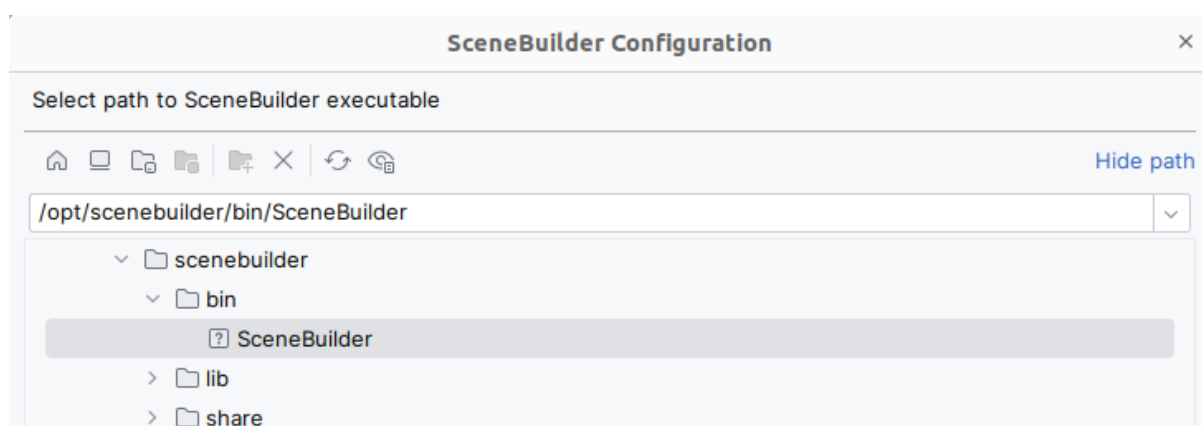 SceneBuilder Configuration
Select path to SceneBuilder executable
Hide path
/opt/scenebuilder/bin/SceneBuilder
scenebuilder
bin
SceneBuilder
lib
share